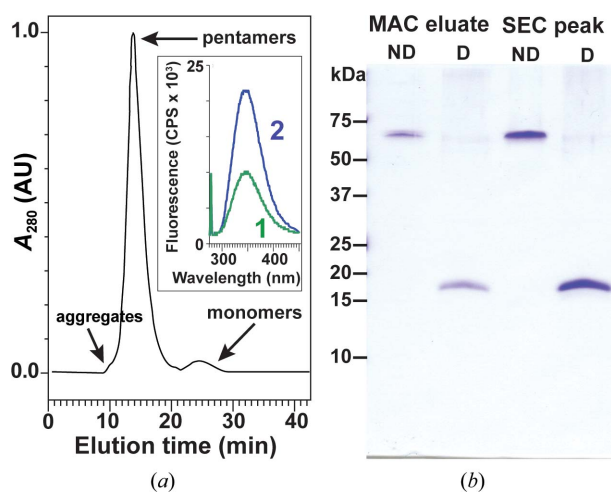 1.0
0.0
A280 (AU)
pentamers
aggregates
monomers
0 10 20 30 40
Elution time (min)
25
0
Fluorescence (CPS x 10³)
2
1
300 400
Wavelength (nm)
(a)
MAC eluate SEC peak
ND D ND D
kDa
75
50
37
25
20
15
10
(b)